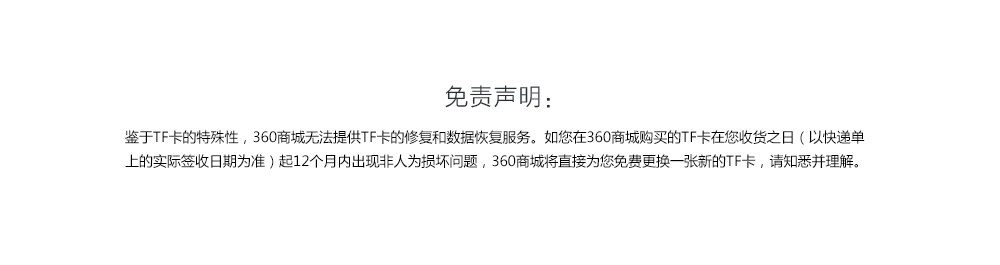 免责声明：
鉴于TF卡的特殊性，360商城无法提供TF卡的修复和数据恢复服务。如您在360商城购买的TF卡在您收货之日（以快递单
上的实际签收日期为准）起12个月内出现非人为损坏问题，360商城将直接为您免费更换一张新的TF卡，请知悉并理解。